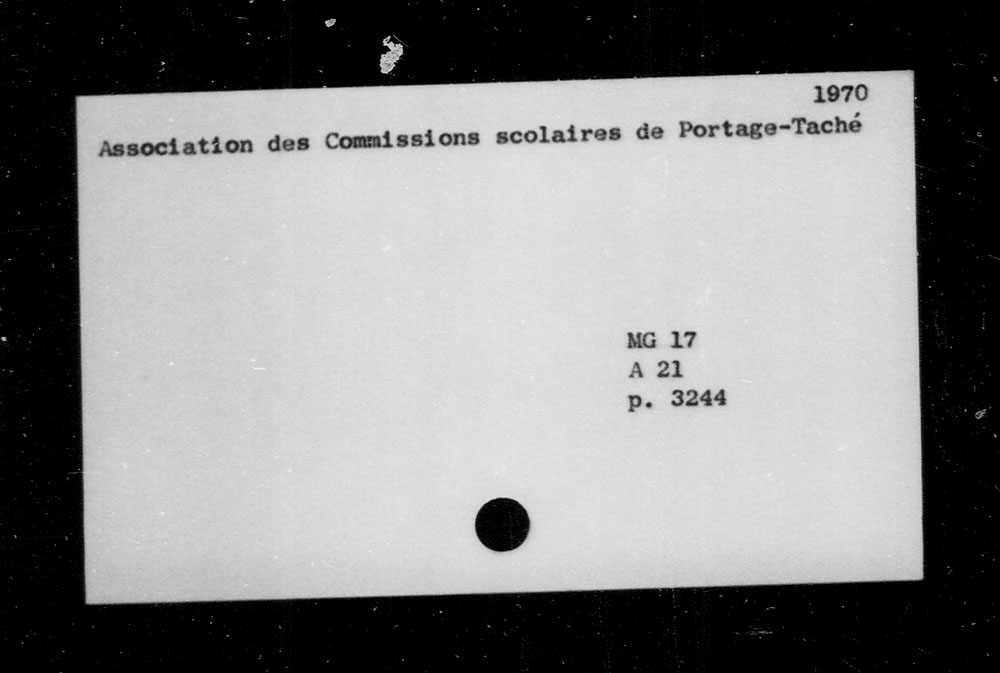 1970
Association des Commissions scolaires de Portage-Taché
MG 17
A 21
p. 3244